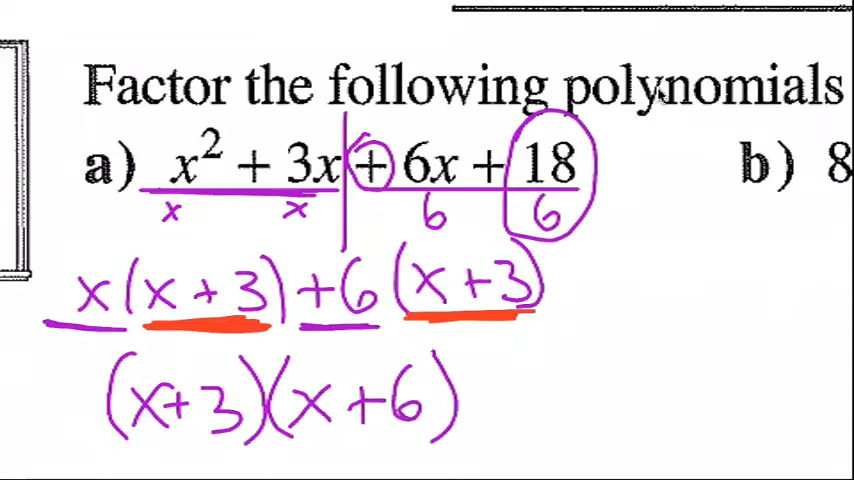 Factor the following polynomials
a) x² + 3x + 6x + 18 b) 8
x x 6 6
x(x+3)+6(x+3)
(x+3)(x+6)